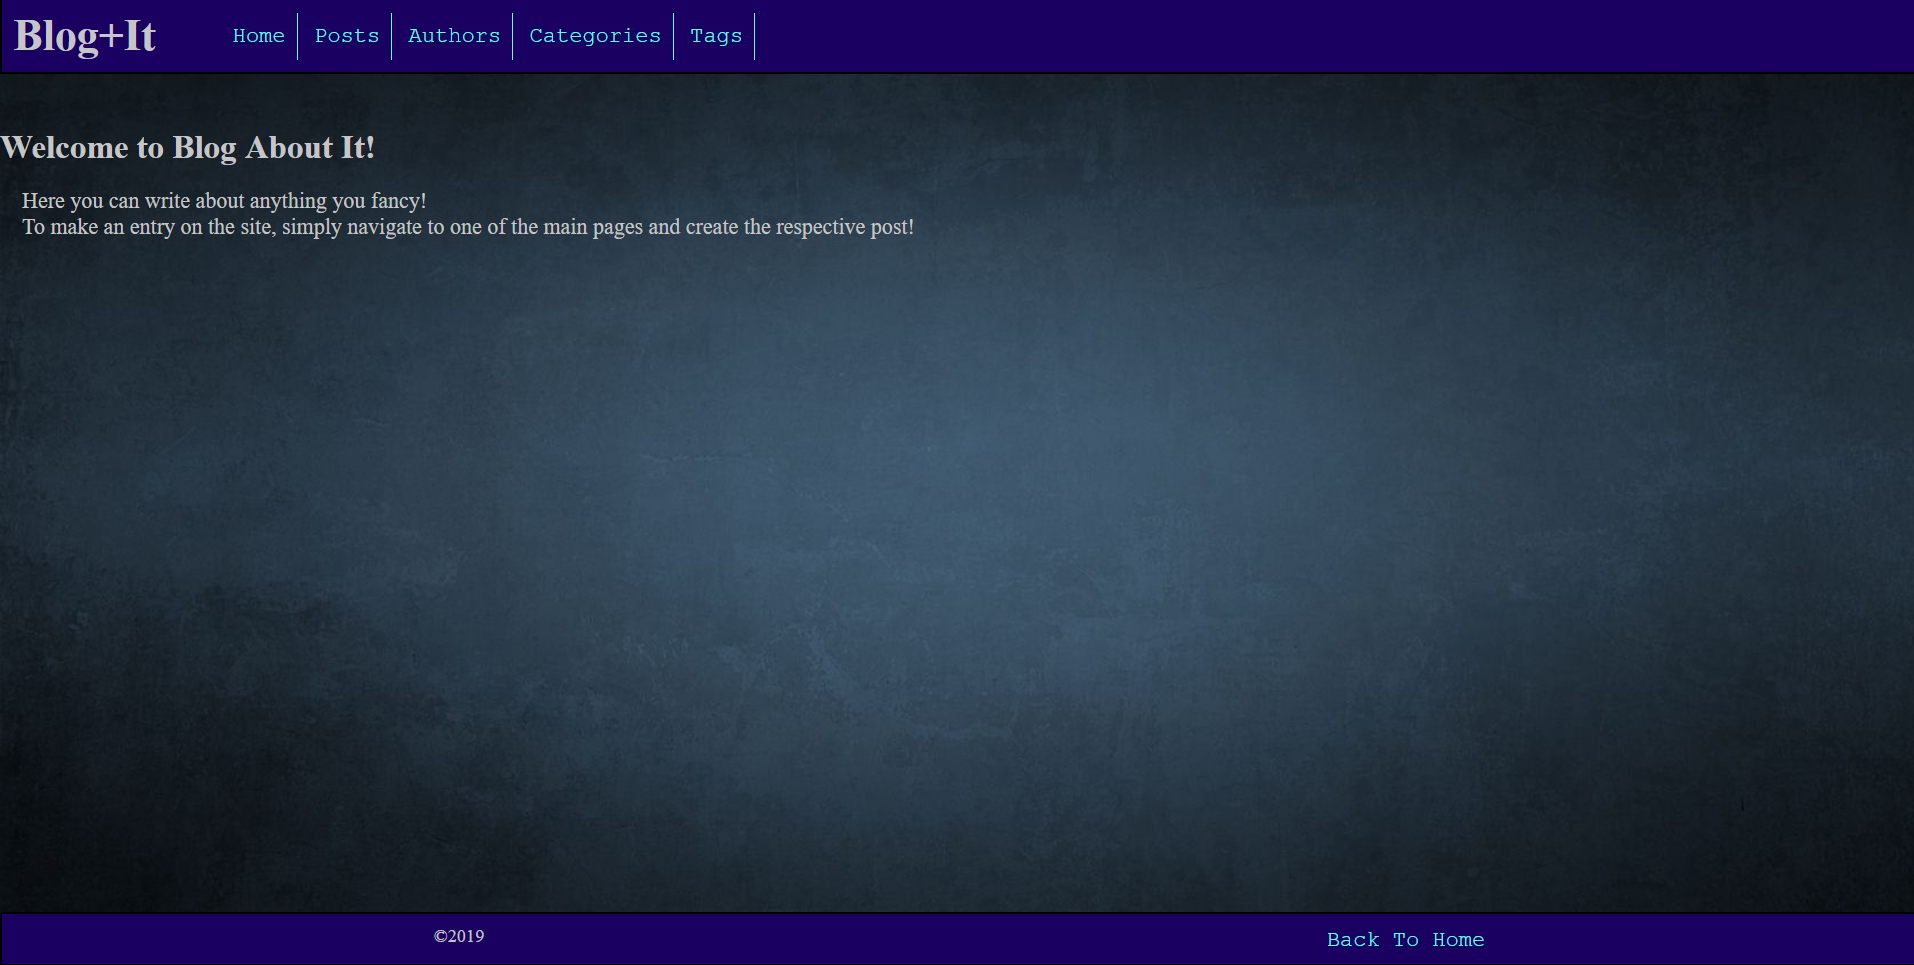 Blog+It
Home Posts Authors Categories Tags
Welcome to Blog About It!
Here you can write about anything you fancy!
To make an entry on the site, simply navigate to one of the main pages and create the respective post!
©2019
Back To Home